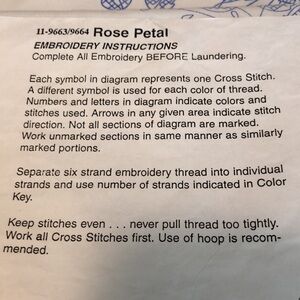 11-9663/9664 Rose Petal
EMBROIDERY INSTRUCTIONS
Complete All Embroidery BEFORE Laundering.
Each symbol in diagram represents one Cross Stitch.
A different symbol is used for each color of thread.
Numbers and letters in diagram indicate colors and
stitches used. Arrows in any given area indicate stitch
direction. Not all sections of diagram are marked.
Work unmarked sections in same manner as similarly
marked portions.
Separate six strand embroidery thread into individual
strands and use number of strands indicated in Color
Key.
Keep stitches even . . . never pull thread too tightly.
Work all Cross Stitches first. Use of hoop is recom-
mended.